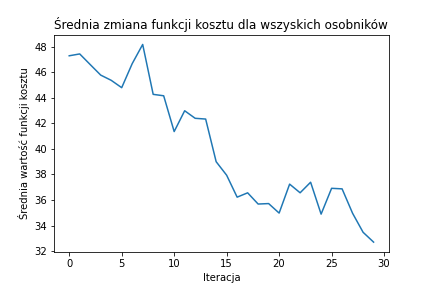 Średnia zmiana funkcji kosztu dla wszyskich osobników
48
46
44
42
40
38
36
34
32
Średnia wartość funkcji kosztu
0 5 10 15 20 25 30
Iteracja